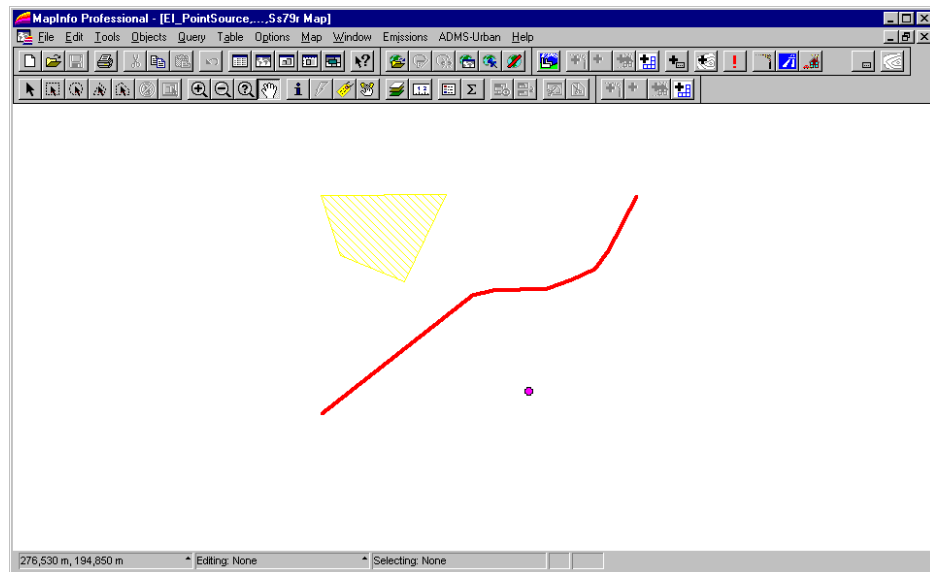 MapInfo Professional - [EI_PointSource,...,Ss79r Map]
File Edit Tools Objects Query Table Options Map Window Emissions ADMS-Urban Help
276,530 m, 194,850 m Editing: None Selecting: None